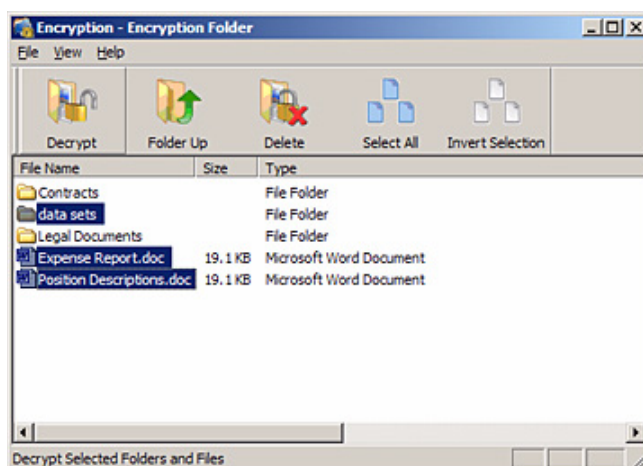 Encryption - Encryption Folder
File View Help
Decrypt Folder Up Delete Select All Invert Selection
File Name Size Type
Contracts File Folder
data sets File Folder
Legal Documents File Folder
Expense Report.doc 19.1 KB Microsoft Word Document
Position Descriptions.doc 19.1 KB Microsoft Word Document
Decrypt Selected Folders and Files